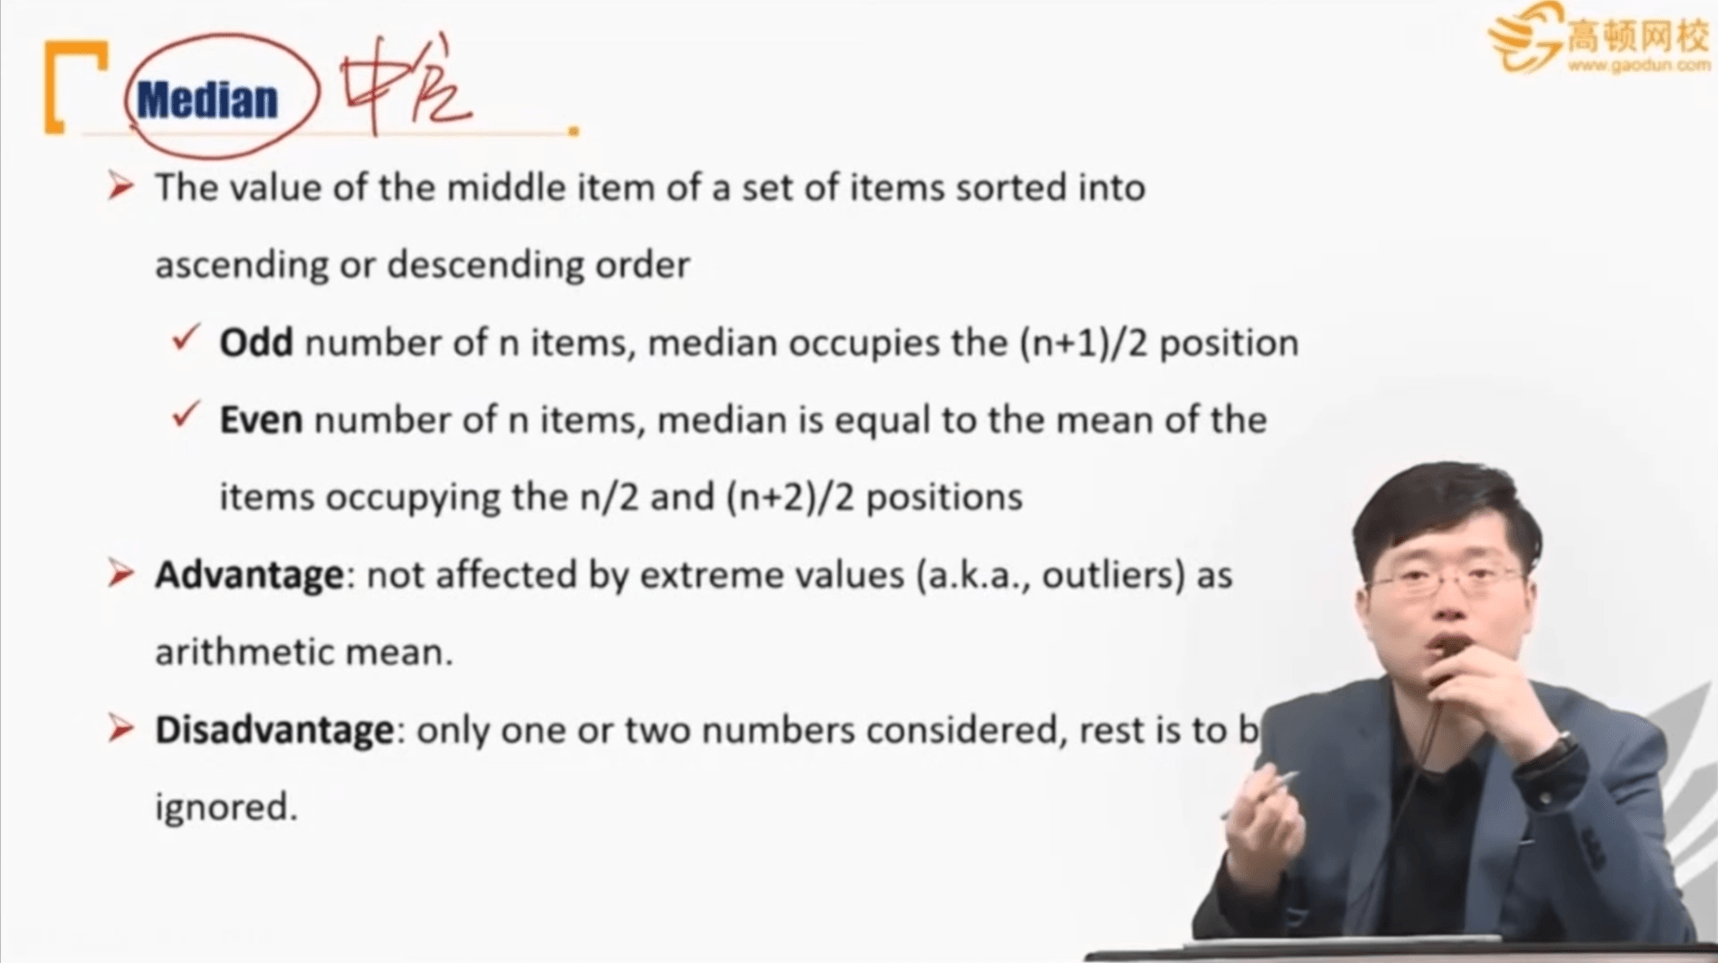 高顿网校
www.gaodun.com
Median 中位
The value of the middle item of a set of items sorted into
ascending or descending order
Odd number of n items, median occupies the (n+1)/2 position
Even number of n items, median is equal to the mean of the
items occupying the n/2 and (n+2)/2 positions
Advantage: not affected by extreme values (a.k.a., outliers) as
arithmetic mean.
Disadvantage: only one or two numbers considered, rest is to b
ignored.